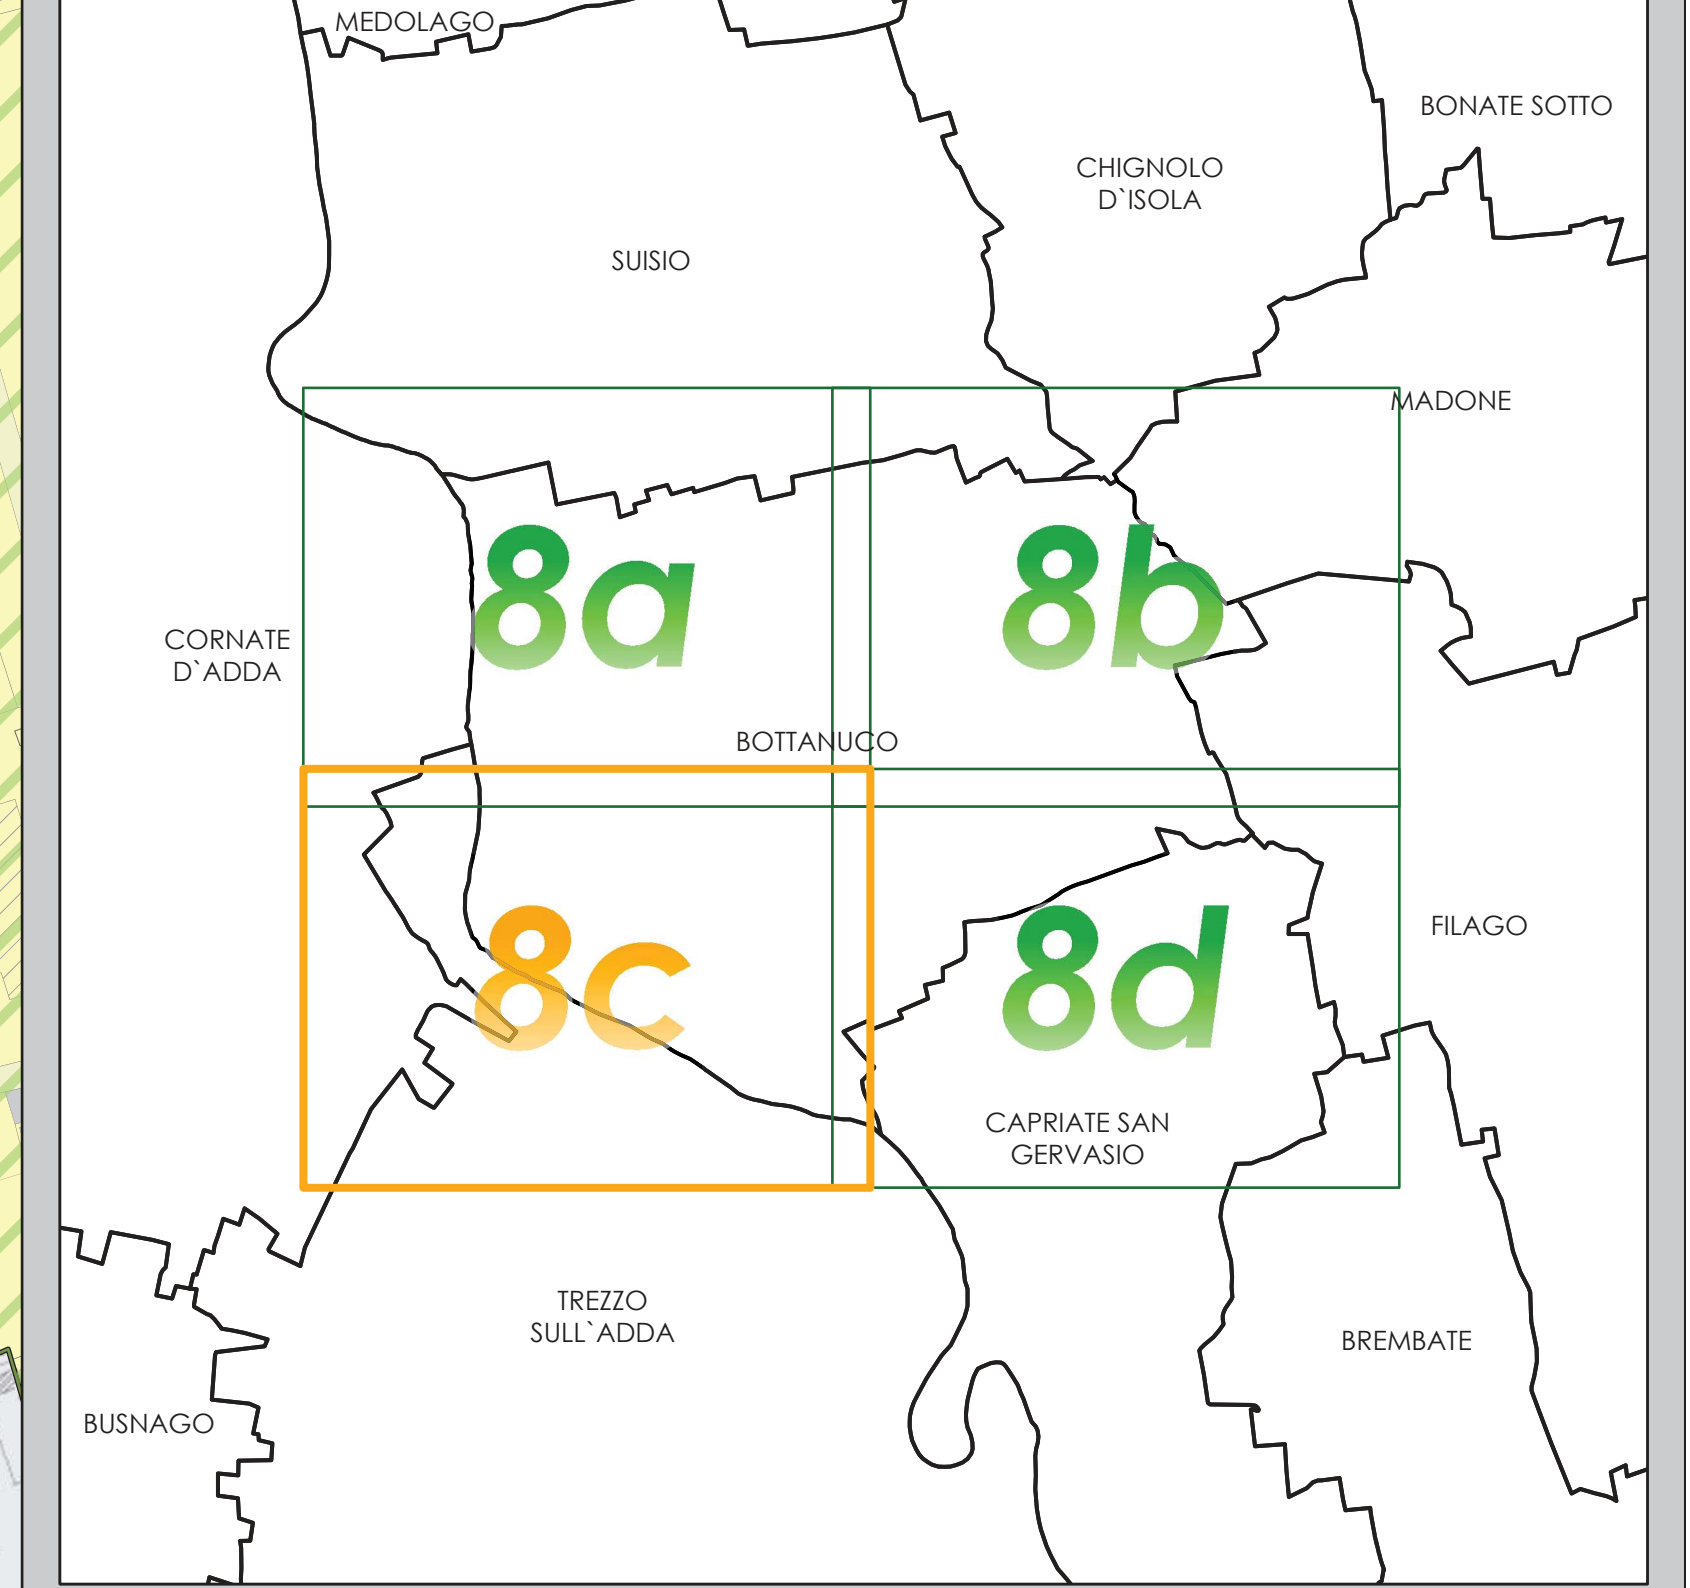 MEDOLAGO
BONATE SOTTO
CHIGNOLO
D`ISOLA
SUISIO
MADONE
8a
8b
CORNATE
D`ADDA
BOTTANUCO
8c
8d
FILAGO
CAPRIATE SAN
GERVASIO
TREZZO
SULL`ADDA
BREMBATE
BUSNAGO